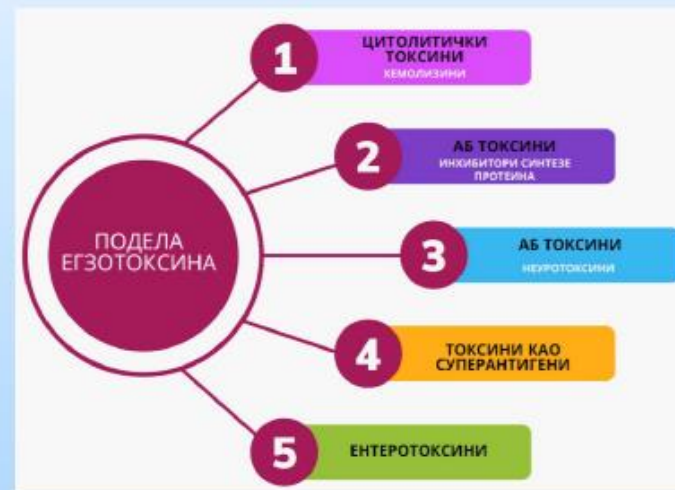 ПОДЕЛА
ЕГЗОТОКСИНА
1
ЦИТОЛИТИЧКИ
ТОКСИНИ
ХЕМОЛИЗИНИ
2
АБ ТОКСИНИ
ИНХИБИТОРИ СИНТЕЗЕ
ПРОТЕИНА
3
АБ ТОКСИНИ
НЕУРОТОКСИНИ
4
ТОКСИНИ КАО
СУПЕРАНТИГЕНИ
5
ЕНТЕРОТОКСИНИ